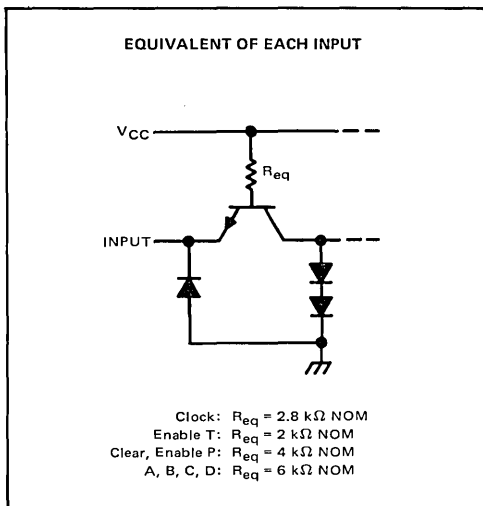 EQUIVALENT OF EACH INPUT
VCC
Req
INPUT
Clock: Req = 2.8 kΩ NOM
Enable T: Req = 2 kΩ NOM
Clear, Enable P: Req = 4 kΩ NOM
A, B, C, D: Req = 6 kΩ NOM